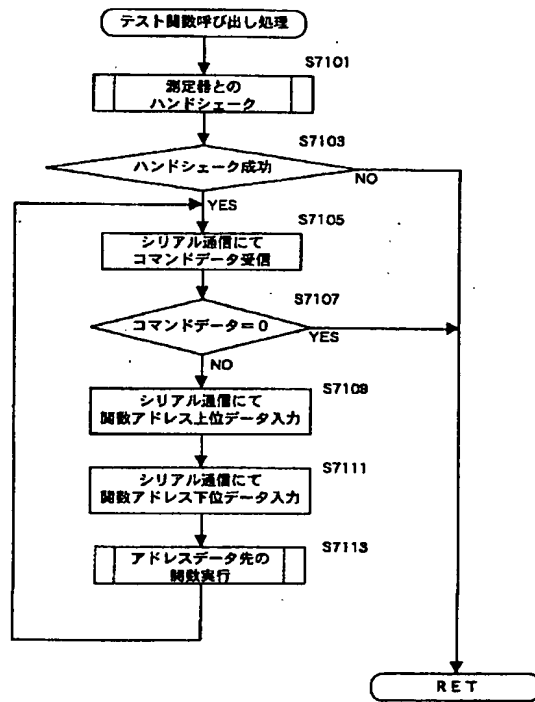 テスト関数呼び出し処理
S7101
測定器との
ハンドシェーク
S7103
ハンドシェーク成功
NO
YES
S7105
シリアル通信にて
コマンドデータ受信
S7107
コマンドデータ=0
YES
NO
S7109
シリアル通信にて
関数アドレス上位データ入力
S7111
シリアル通信にて
関数アドレス下位データ入力
S7113
アドレスデータ先の
関数実行
RET